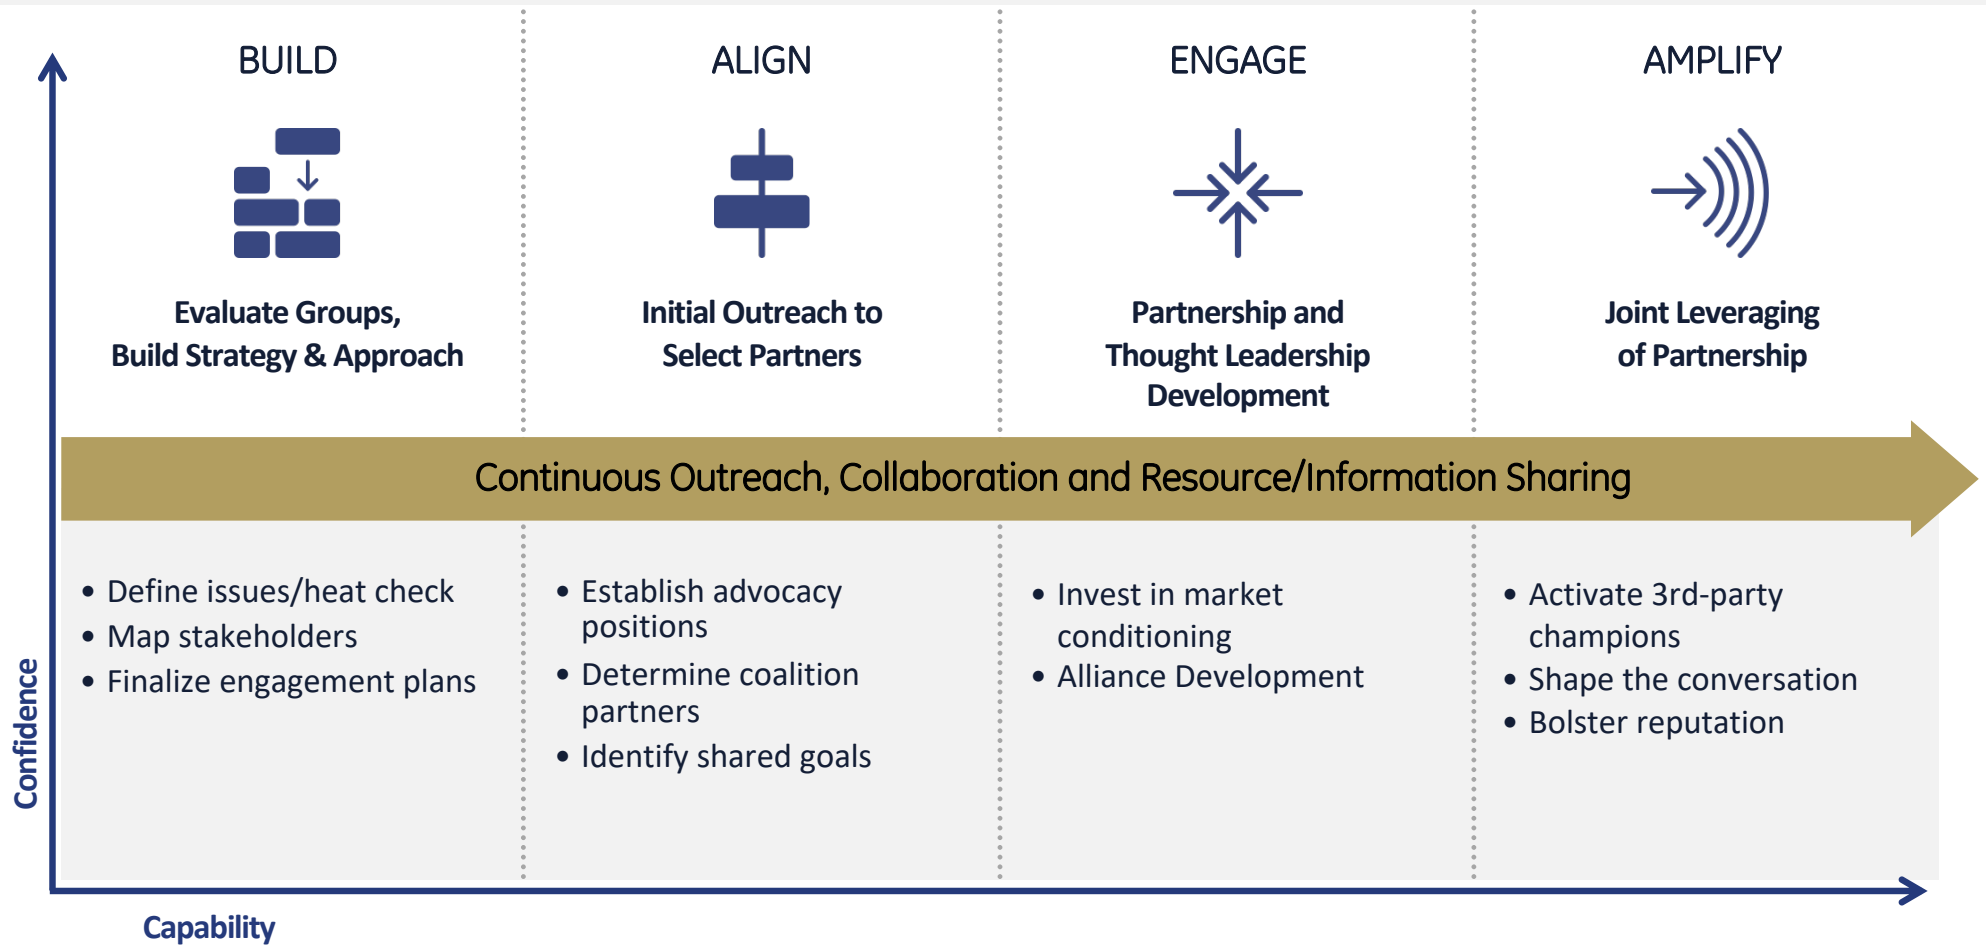 BUILD
Evaluate Groups,
Build Strategy & Approach
ALIGN
Initial Outreach to
Select Partners
ENGAGE
Partnership and
Thought Leadership
Development
AMPLIFY
Joint Leveraging
of Partnership
Continuous Outreach, Collaboration and Resource/Information Sharing
• Define issues/heat check
• Map stakeholders
• Finalize engagement plans
• Establish advocacy
positions
• Determine coalition
partners
• Identify shared goals
• Invest in market
conditioning
• Alliance Development
• Activate 3rd-party
champions
• Shape the conversation
• Bolster reputation
Confidence
Capability